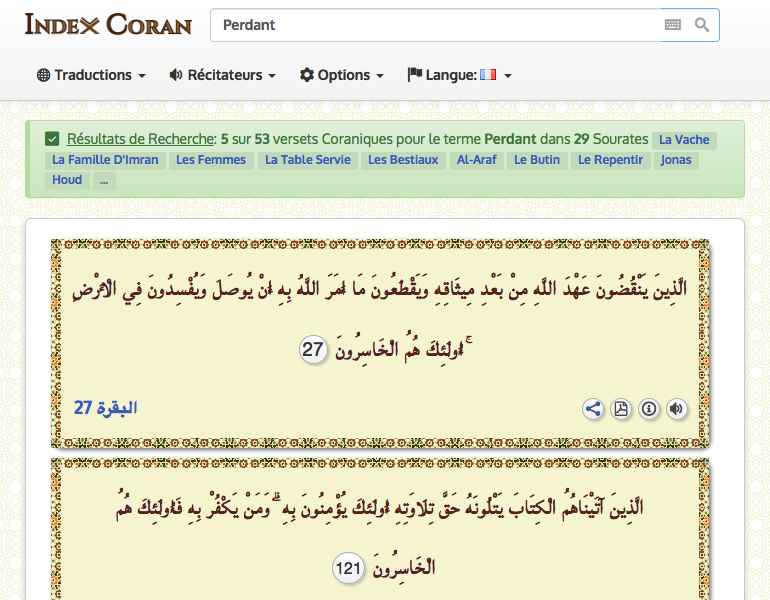 Index Coran
Perdant
Traductions
Récitateurs
Options
Langue:
Résultats de Recherche: 5 sur 53 versets Coraniques pour le terme Perdant dans 29 Sourates La Vache
La Famille D'Imran Les Femmes La Table Servie Les Bestiaux Al-Araf Le Butin Le Repentir Jonas
Houd ...
الَّذِينَ يَنْقُضُونَ عَهْدَ اللَّهِ مِنْ بَعْدِ مِيثَاقِهِ وَيَقْطَعُونَ مَا أَمَرَ اللَّهُ بِهِ أَنْ يُوصَلَ وَيُفْسِدُونَ فِي الْأَرْضِ
ۚ أُولَئِكَ هُمُ الْخَاسِرُونَ 27
البقرة 27
الَّذِينَ آتَيْنَاهُمُ الْكِتَابَ يَتْلُونَهُ حَقَّ تِلَاوَتِهِ أُولَئِكَ يُؤْمِنُونَ بِهِ ۗ وَمَنْ يَكْفُرْ بِهِ فَأُولَئِكَ هُمُ
الْخَاسِرُونَ 121